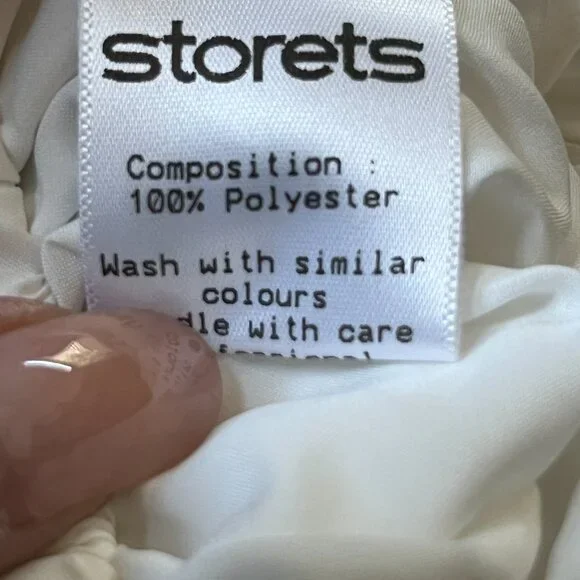 storets
Composition :
100% Polyester
Wash with similar
colours
dle with care